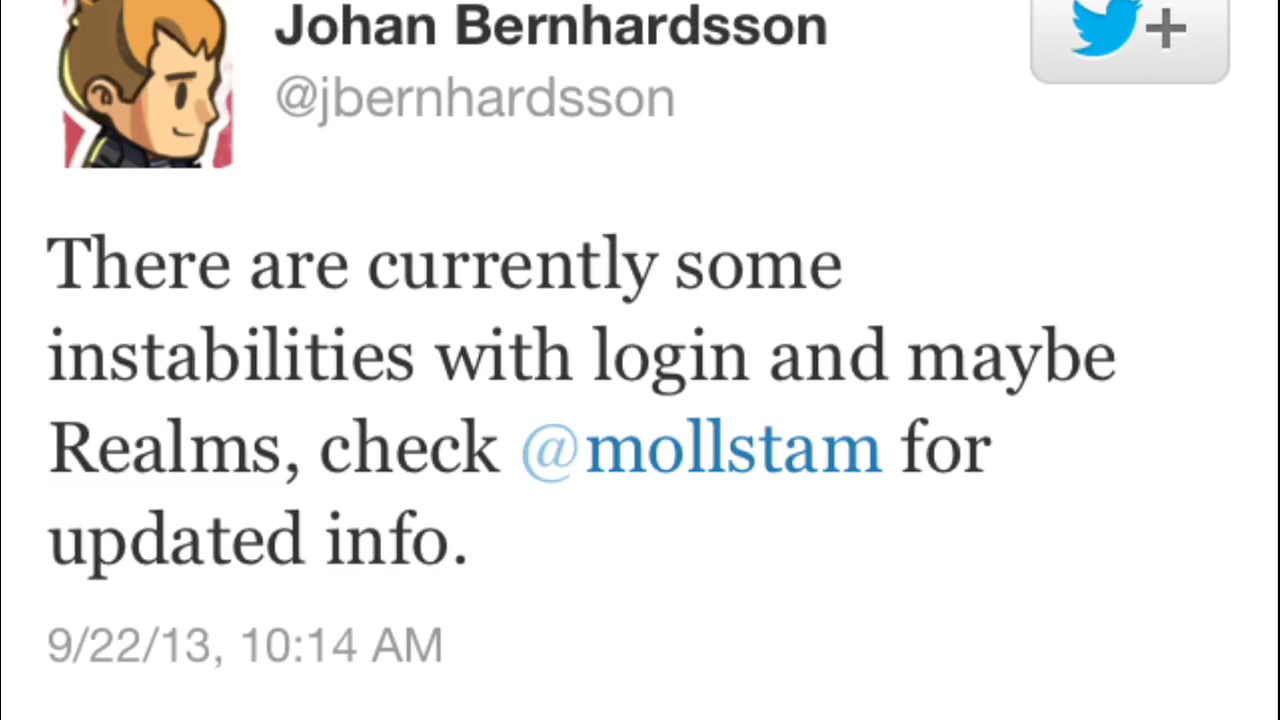 Johan Bernhardsson
@jbernhardsson
There are currently some
instabilities with login and maybe
Realms, check @mollstam for
updated info.
9/22/13, 10:14 AM